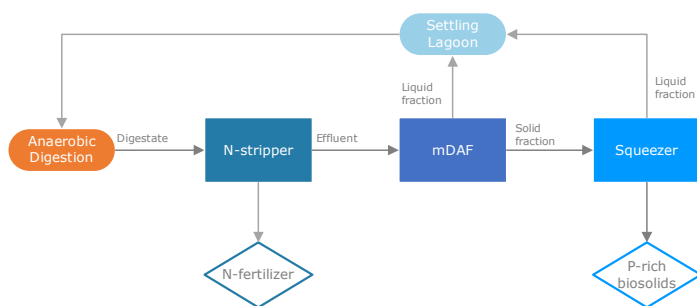 Settling
Lagoon
Liquid
fraction
Liquid
fraction
Anaerobic
Digestion
Digestate
N-stripper
Effluent
mDAF
Solid
fraction
Squeezer
N-fertilizer
P-rich
biosolids